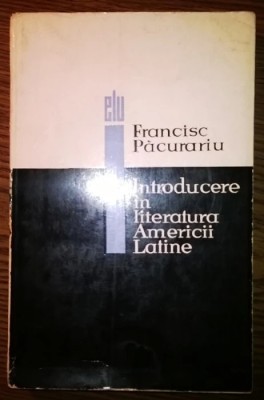 elu
Francisc
Păcurariu
Introducere
în
literatura
Americii
Latine